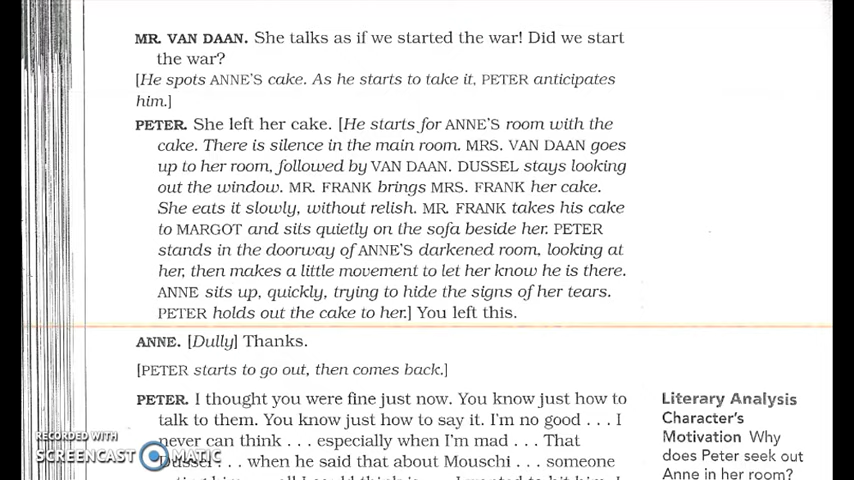 MR. VAN DAAN. She talks as if we started the war! Did we start
the war?
[He spots ANNE'S cake. As he starts to take it, PETER anticipates
him.]
PETER. She left her cake. [He starts for ANNE'S room with the
cake. There is silence in the main room. MRS. VAN DAAN goes
up to her room, followed by VAN DAAN. DUSSEL stays looking
out the window. MR. FRANK brings MRS. FRANK her cake.
She eats it slowly, without relish. MR. FRANK takes his cake
to MARGOT and sits quietly on the sofa beside her. PETER
stands in the doorway of ANNE'S darkened room, looking at
her, then makes a little movement to let her know he is there.
ANNE sits up, quickly, trying to hide the signs of her tears.
PETER holds out the cake to her.] You left this.
ANNE. [Dully] Thanks.
[PETER starts to go out, then comes back.]
PETER. I thought you were fine just now. You know just how to
talk to them. You know just how to say it. I'm no good . . . I
never can think . . . especially when I'm mad . . . That
Dussel . . . when he said that about Mouschi . . . someone
Literary Analysis
Character's
Motivation Why
does Peter seek out
Anne in her room?
RECORDED WITH
SCREENCAST MATIC